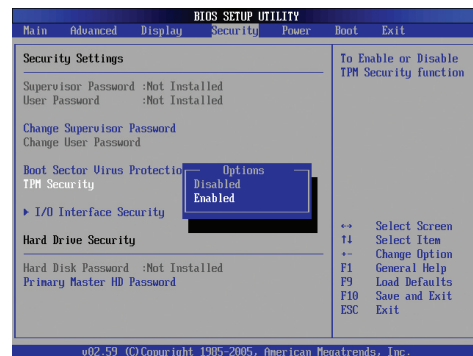 BIOS SETUP UTILITY
Main Advanced Display Security Power Boot Exit
Security Settings
Supervisor Password :Not Installed
User Password :Not Installed
Change Supervisor Password
Change User Password
Boot Sector Virus Protectio
TPM Security
▶ I/O Interface Security
Hard Drive Security
Hard Disk Password :Not Installed
Primary Master HD Password
Options
Disabled
Enabled
To Enable or Disable
TPM Security function
↔ Select Screen
↑↓ Select Item
+- Change Option
F1 General Help
F9 Load Defaults
F10 Save and Exit
ESC Exit
v02.59 (C)Copyright 1985-2005, American Megatrends, Inc.